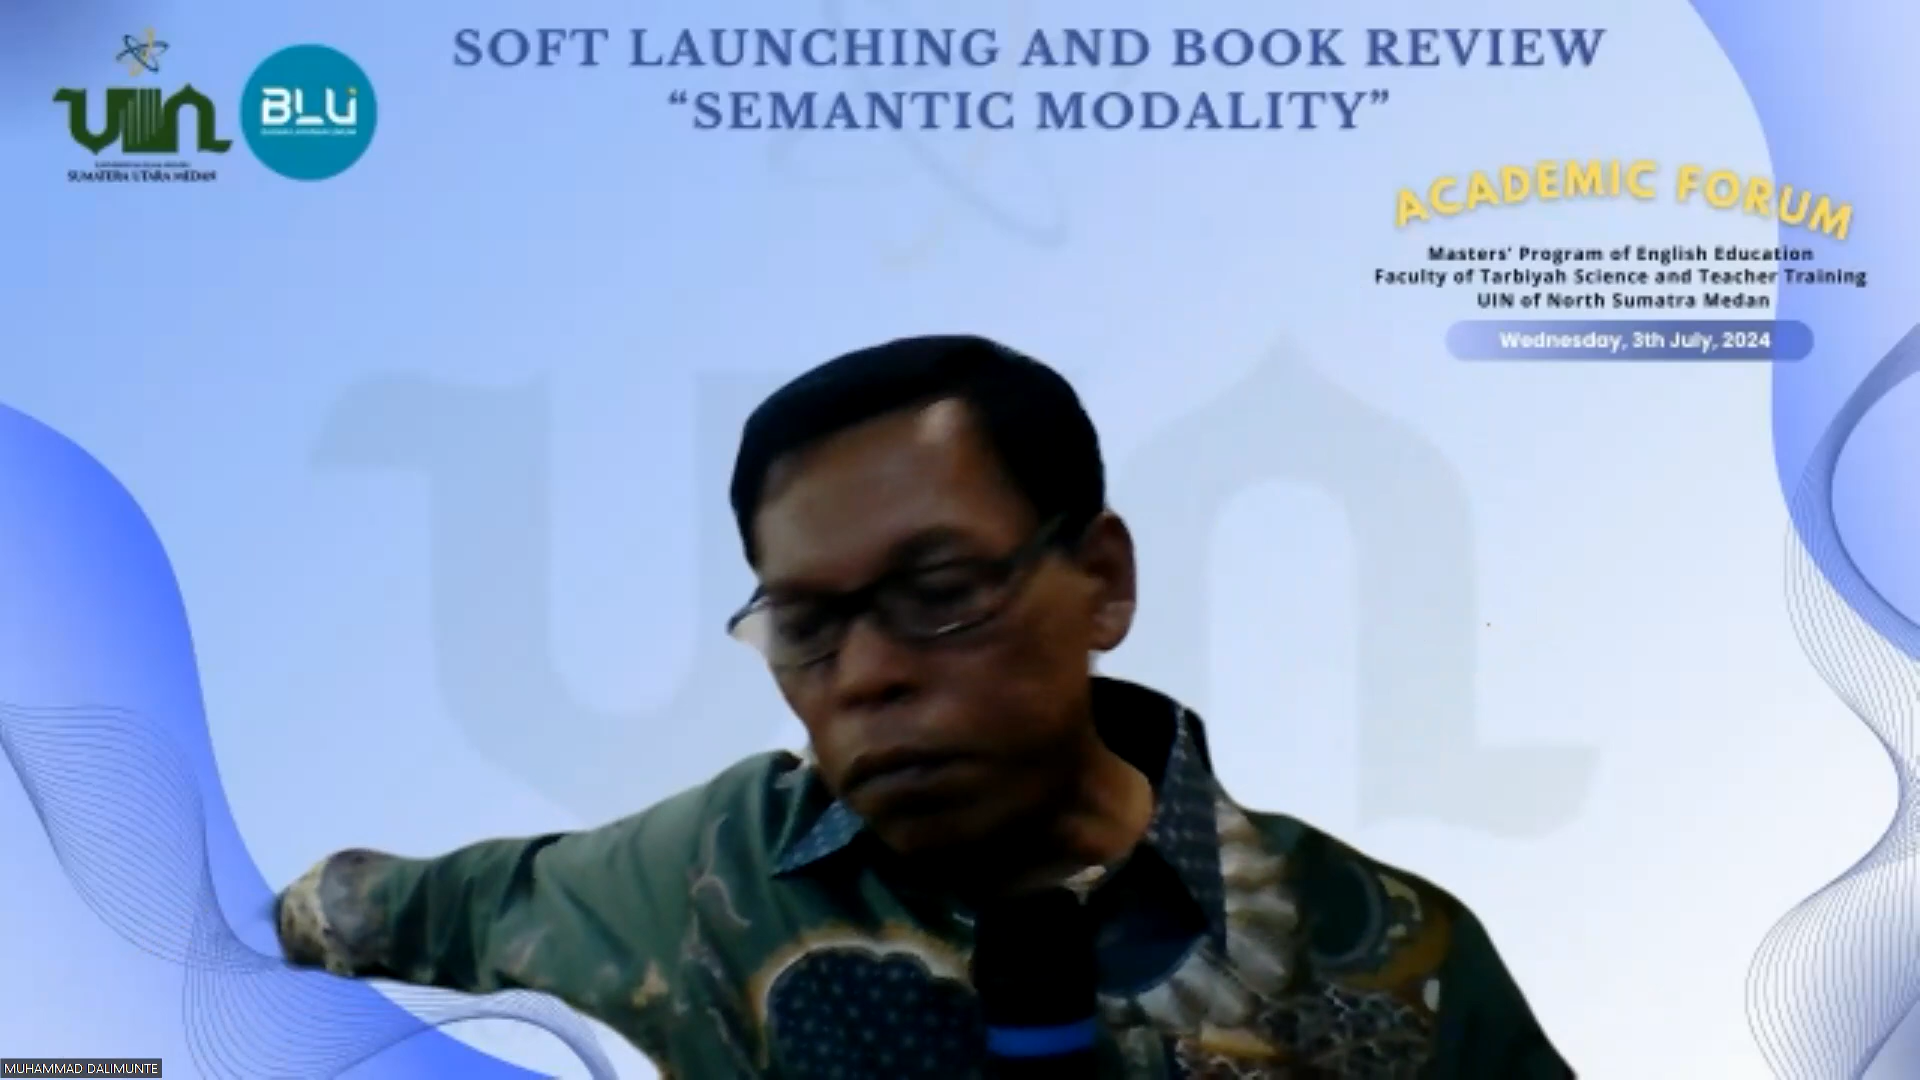 SOFT LAUNCHING AND BOOK REVIEW
“SEMANTIC MODALITY”
UIN
SUMATERA UTARA MEDAN
BLU
ACADEMIC FORUM
Masters' Program of English Education
Faculty of Tarbiyah Science and Teacher Training
UIN of North Sumatra Medan
Wednesday, 3th July, 2024
MUHAMMAD DALIMUNTE